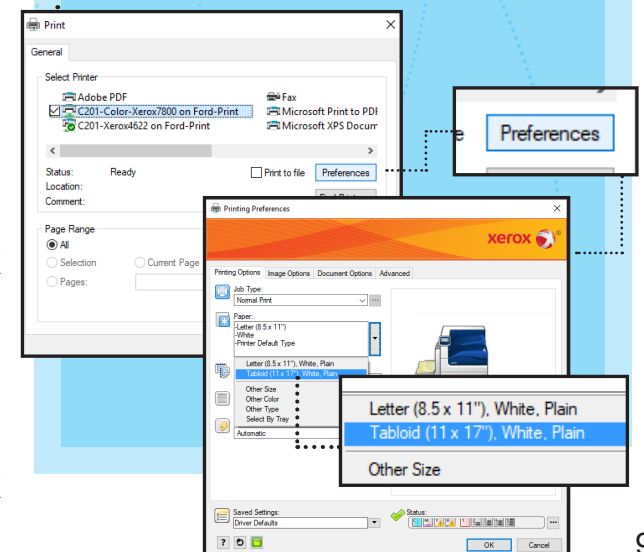 Print
General
Select Printer
Adobe PDF
Fax
C201-Color-Xerox7800 on Ford-Print
Microsoft Print to PDF
C201-Xerox4622 on Ford-Print
Microsoft XPS Docum
Status:
Ready
Print to file
Preferences
Location:
Comment:
Page Range
All
Selection
Current Page
Pages:
Preferences
Printing Preferences
xerox
Printing Options
Image Options
Document Options
Advanced
Job Type:
Normal Print
Paper:
-Letter (8.5 x 11")
-White
-Printer Default Type
Letter (8.5 x 11"), White, Plain
Tabloid (11 x 17"), White, Plain
Other Size
Other Color
Other Type
Select By Tray
Automatic
Letter (8.5 x 11"), White, Plain
Tabloid (11 x 17"), White, Plain
Other Size
Saved Settings:
Driver Defaults
Status:
OK
Cancel